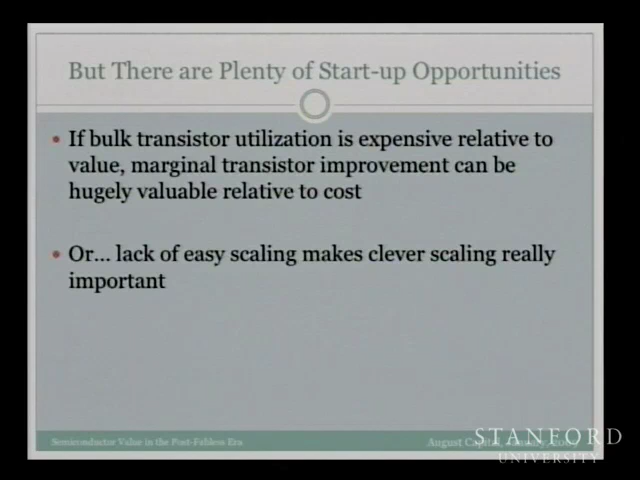 But There are Plenty of Start-up Opportunities
• If bulk transistor utilization is expensive relative to
value, marginal transistor improvement can be
hugely valuable relative to cost
• Or... lack of easy scaling makes clever scaling really
important
Semiconductor Value in the Post-Fabless Era
August Capital, January,
STANFORD
UNIVERSITY